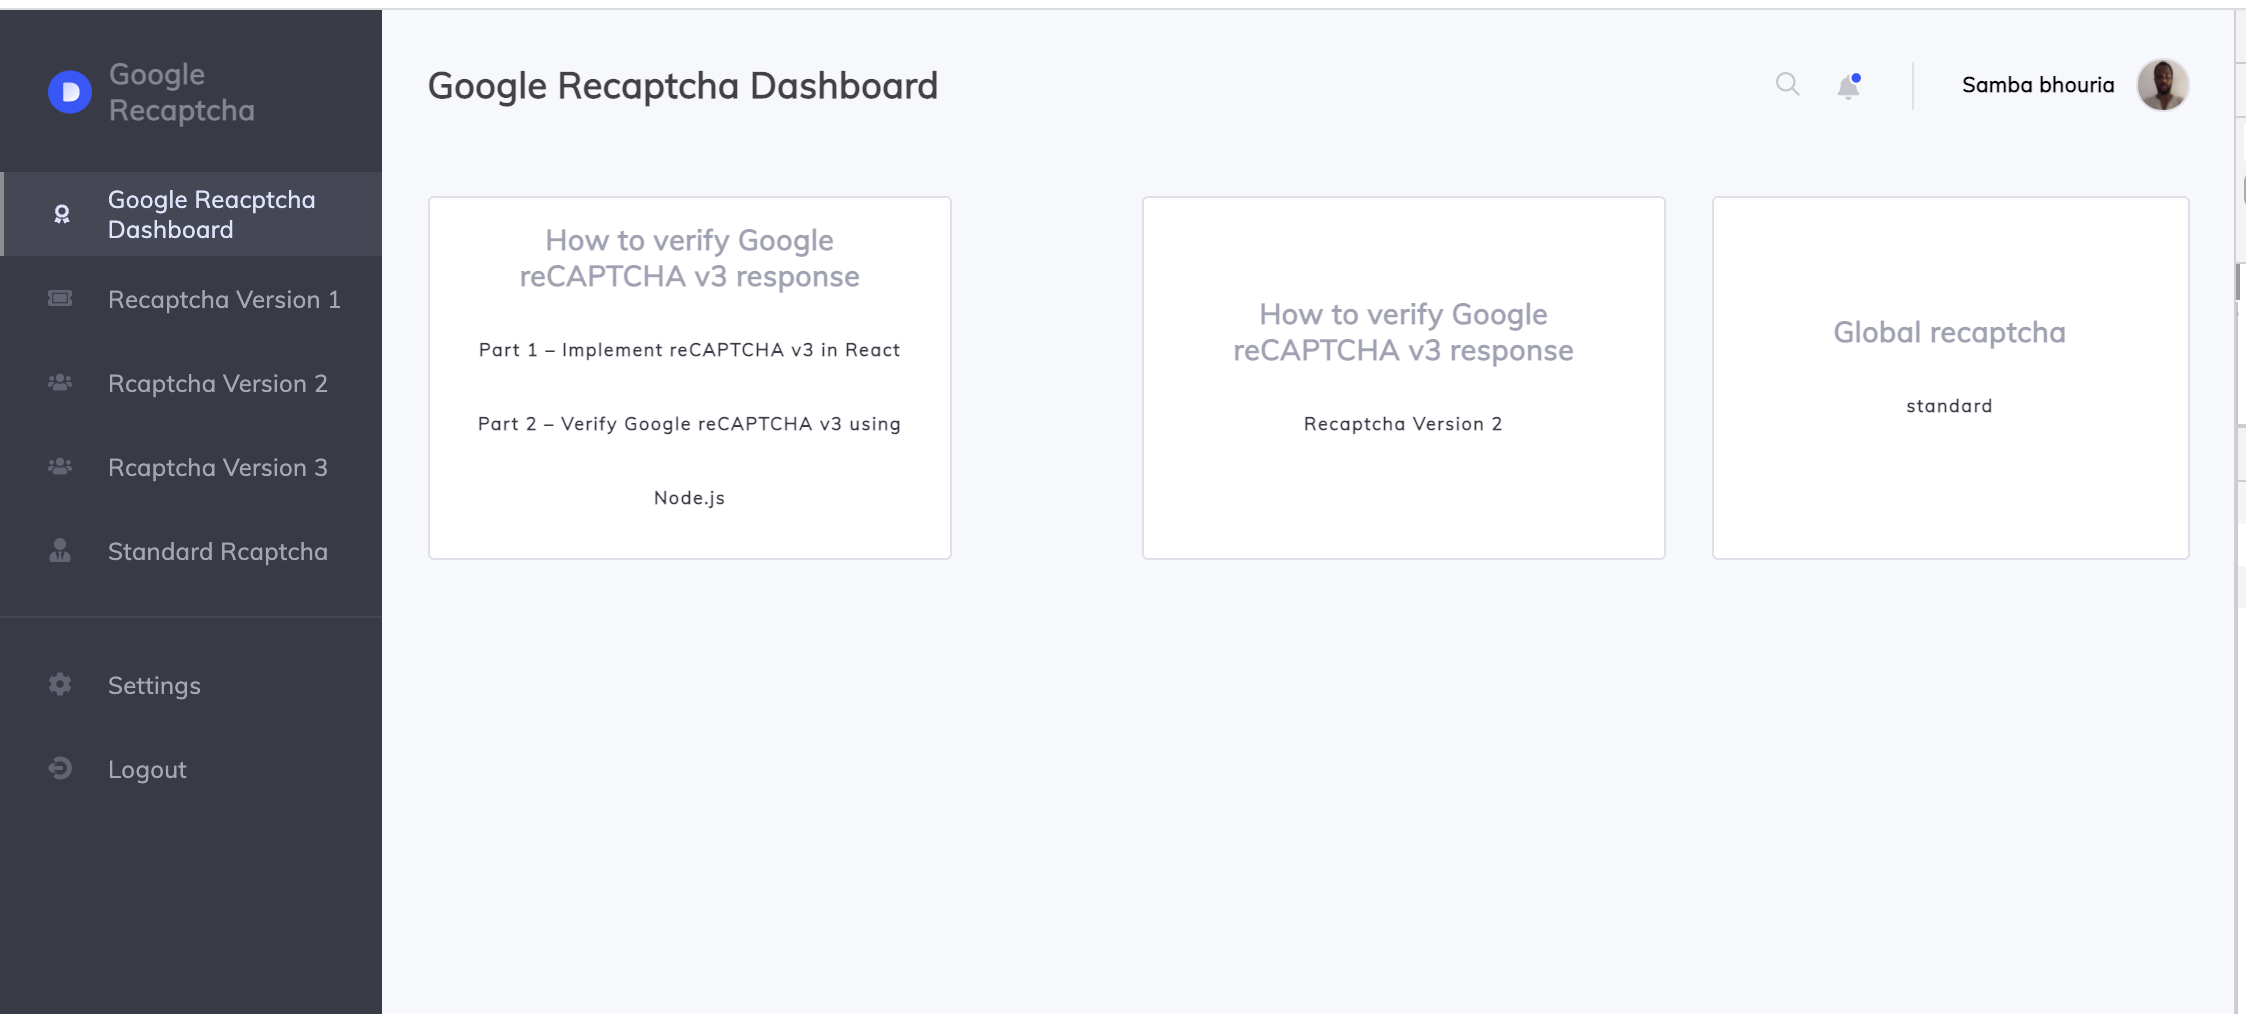 Google
Recaptcha
Google Reacptcha
Dashboard
Recaptcha Version 1
Rcaptcha Version 2
Rcaptcha Version 3
Standard Rcaptcha
Settings
Logout
Google Recaptcha Dashboard
Samba bhouria
How to verify Google
reCAPTCHA v3 response
Part 1 – Implement reCAPTCHA v3 in React
Part 2 – Verify Google reCAPTCHA v3 using
Node.js
How to verify Google
reCAPTCHA v3 response
Recaptcha Version 2
Global recaptcha
standard